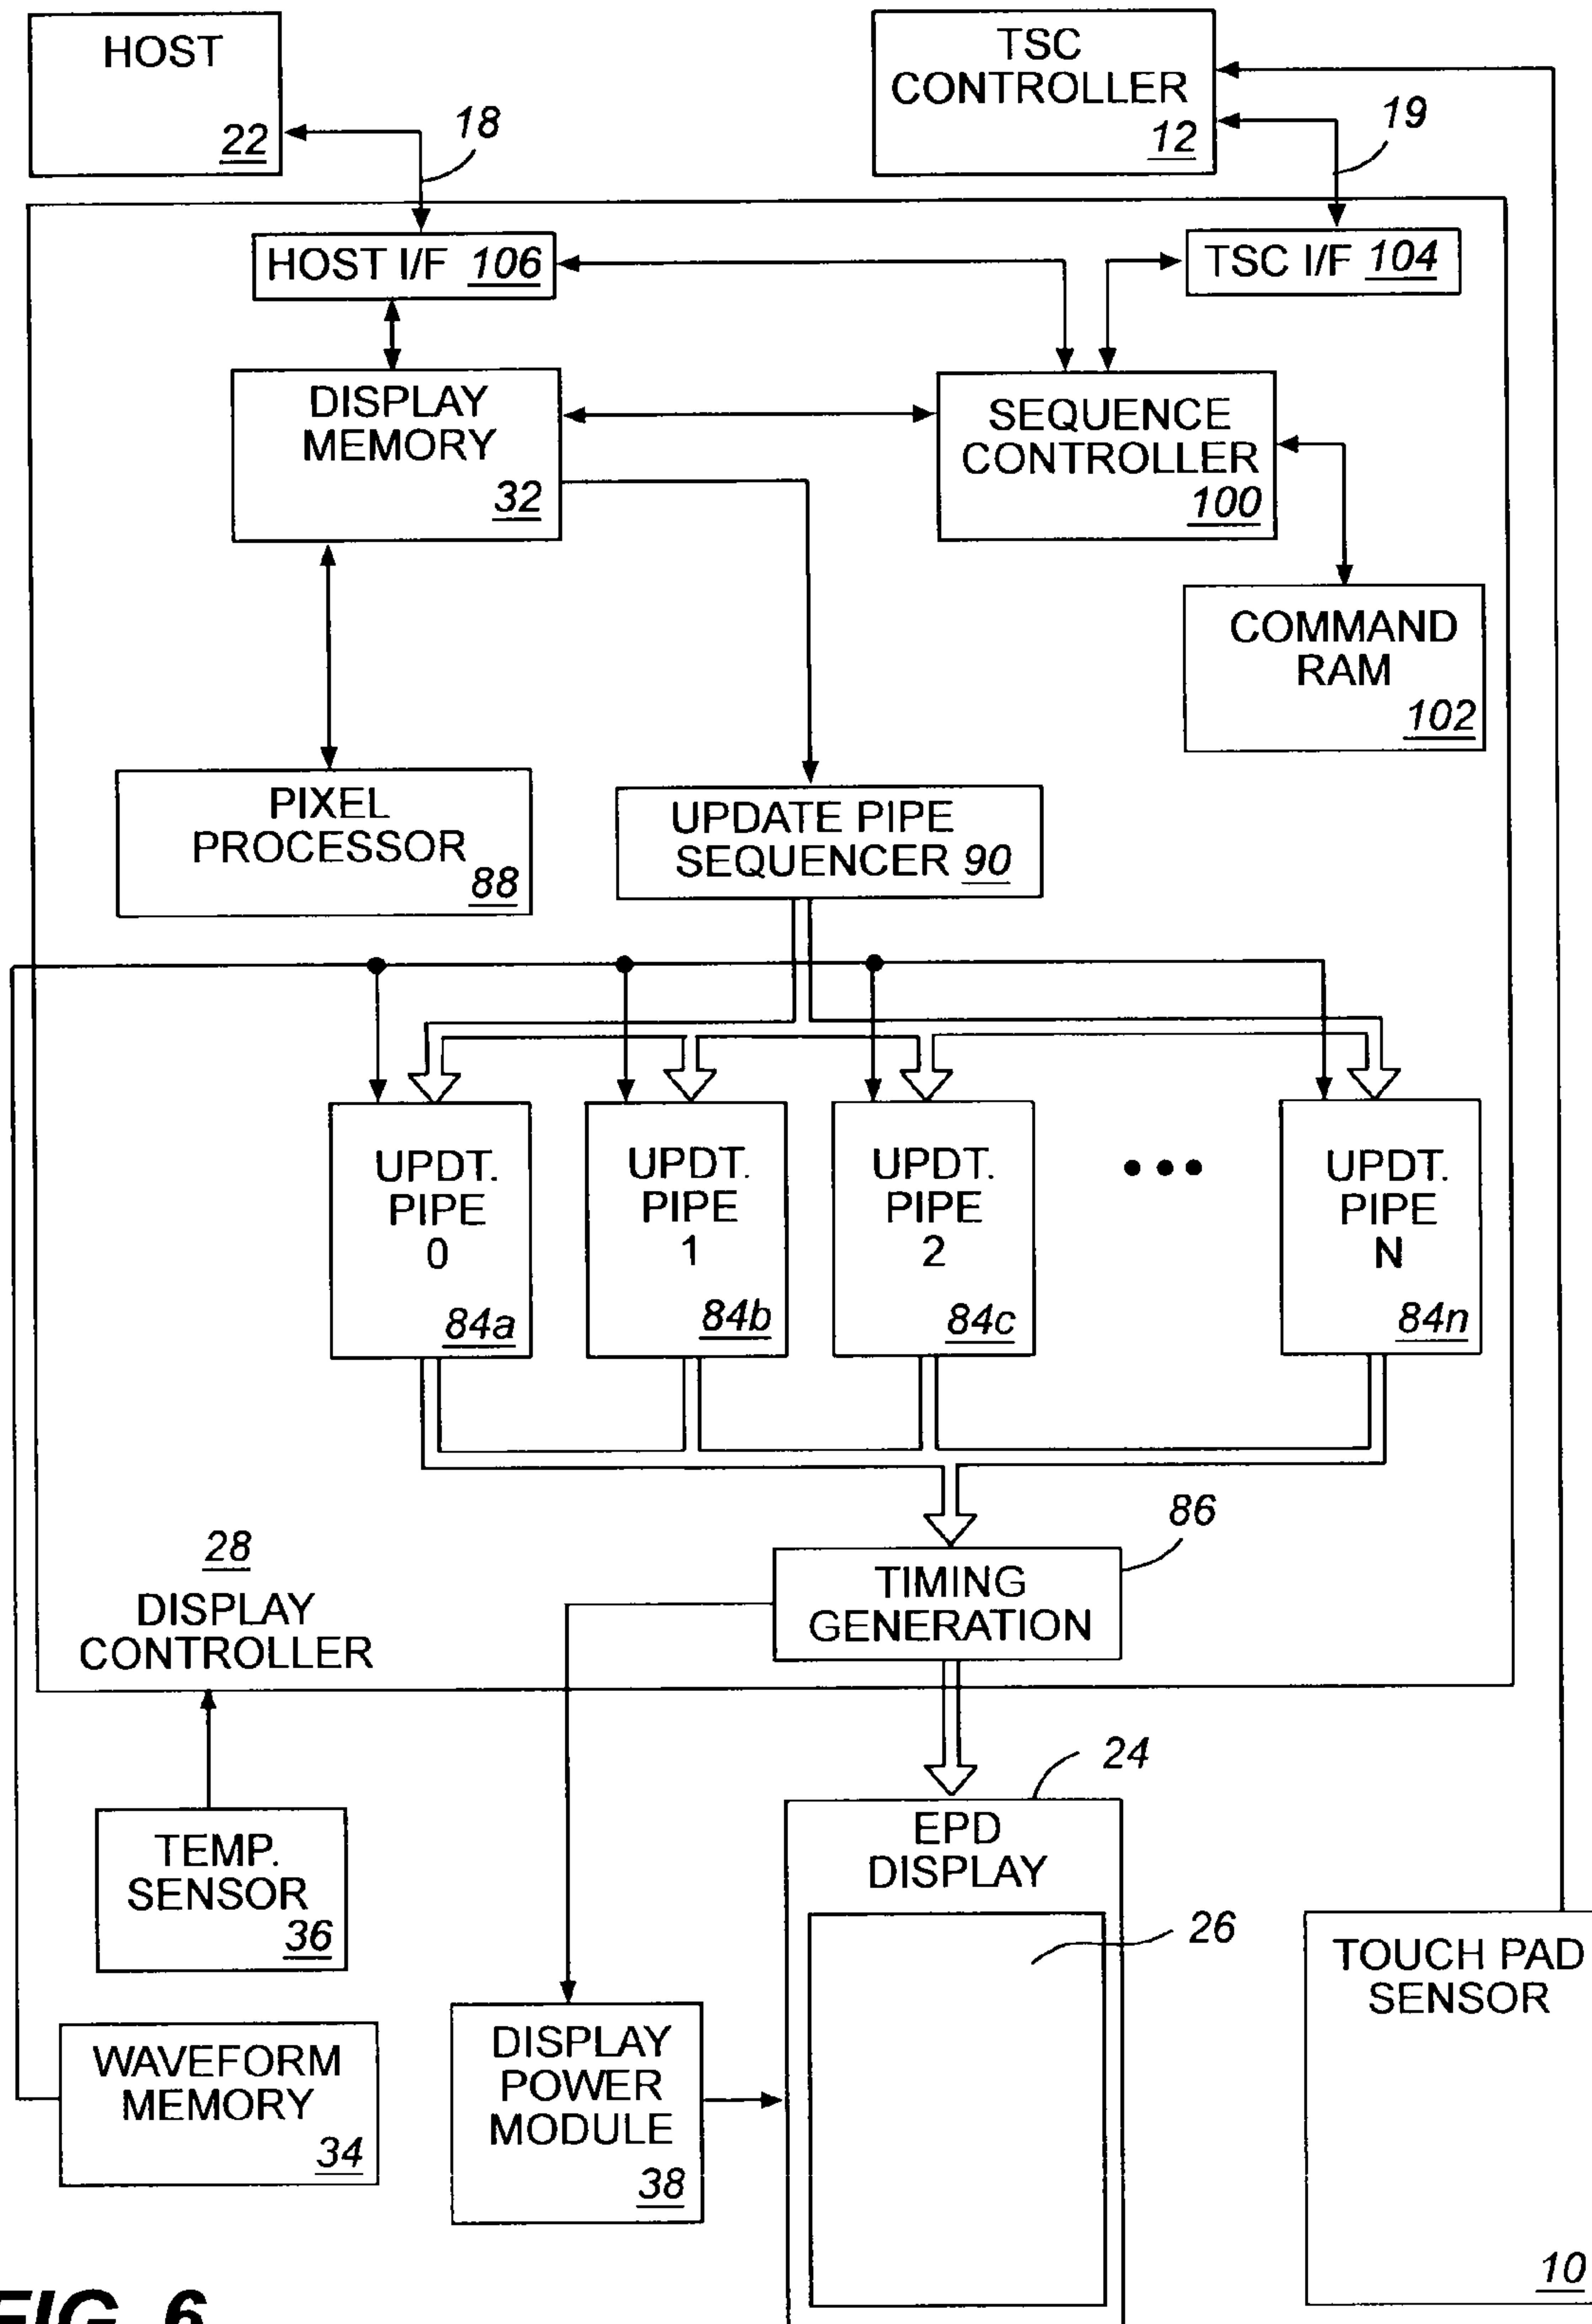 HOST
22
18
TSC
CONTROLLER
12
19
HOST I/F 106
TSC I/F 104
DISPLAY
MEMORY
32
SEQUENCE
CONTROLLER
100
COMMAND
RAM
102
PIXEL
PROCESSOR
88
UPDATE PIPE
SEQUENCER 90
UPDT.
PIPE
0
84a
UPDT.
PIPE
1
84b
UPDT.
PIPE
2
84c
UPDT.
PIPE
N
84n
86
TIMING
GENERATION
28
DISPLAY
CONTROLLER
24
EPD
DISPLAY
26
TEMP.
SENSOR
36
TOUCH PAD
SENSOR
10
WAVEFORM
MEMORY
34
DISPLAY
POWER
MODULE
38
FIG. 6